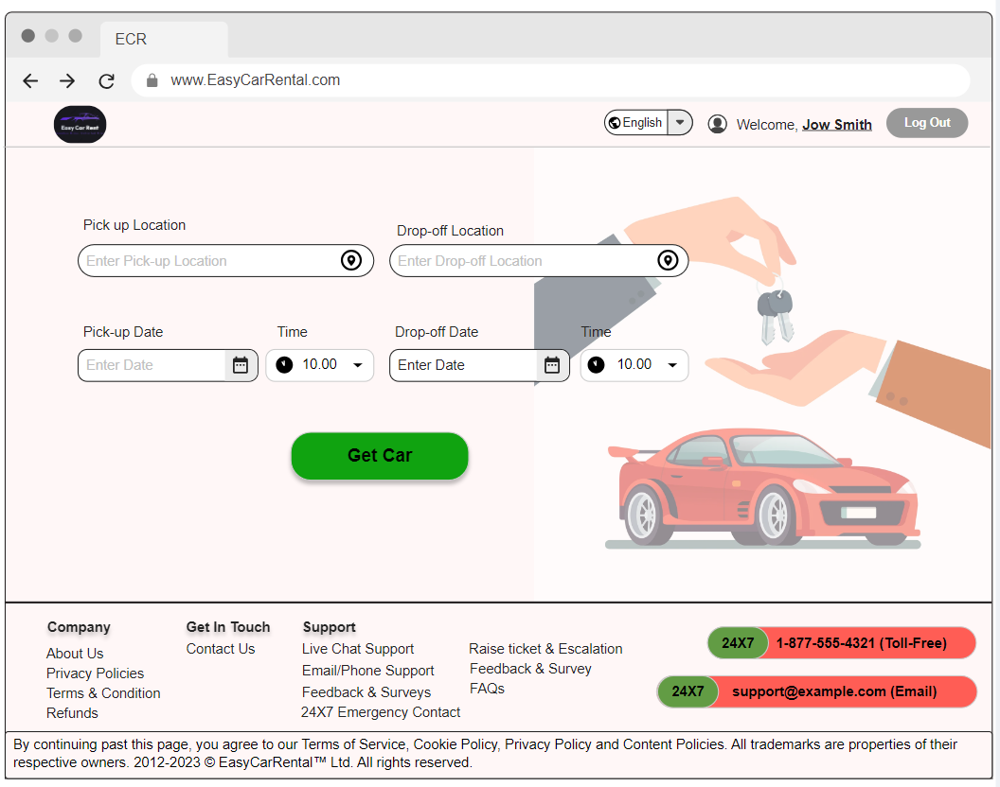 ECR
www.EasyCarRental.com
Easy Car Rent
English
Welcome, Jow Smith
Log Out
Pick up Location
Drop-off Location
Enter Pick-up Location
Enter Drop-off Location
Pick-up Date
Time
Drop-off Date
Time
Enter Date
10.00
Enter Date
10.00
Get Car
Company
About Us
Privacy Policies
Terms & Condition
Refunds
Get In Touch
Contact Us
Support
Live Chat Support
Email/Phone Support
Feedback & Surveys
24X7 Emergency Contact
Raise ticket & Escalation
Feedback & Survey
FAQs
24X7 1-877-555-4321 (Toll-Free)
24X7 support@example.com (Email)
By continuing past this page, you agree to our Terms of Service, Cookie Policy, Privacy Policy and Content Policies. All trademarks are properties of their
respective owners. 2012-2023 © EasyCarRental™ Ltd. All rights reserved.